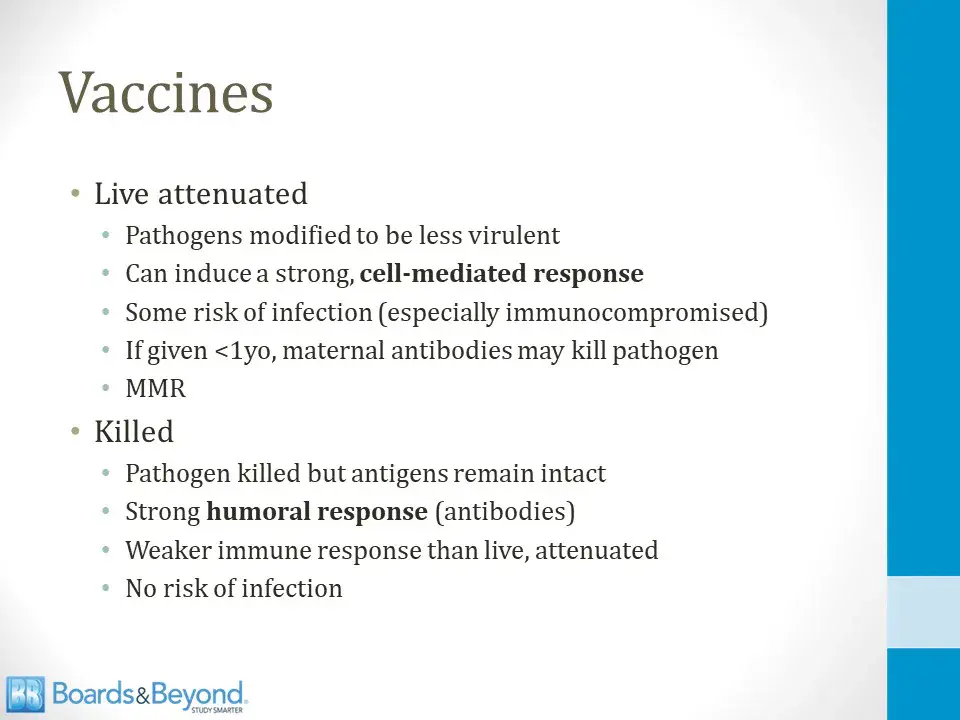 Vaccines
• Live attenuated
• Pathogens modified to be less virulent
• Can induce a strong, cell-mediated response
• Some risk of infection (especially immunocompromised)
• If given <1yo, maternal antibodies may kill pathogen
• MMR
• Killed
• Pathogen killed but antigens remain intact
• Strong humoral response (antibodies)
• Weaker immune response than live, attenuated
• No risk of infection
BB Boards&Beyond.
STUDY SMARTER